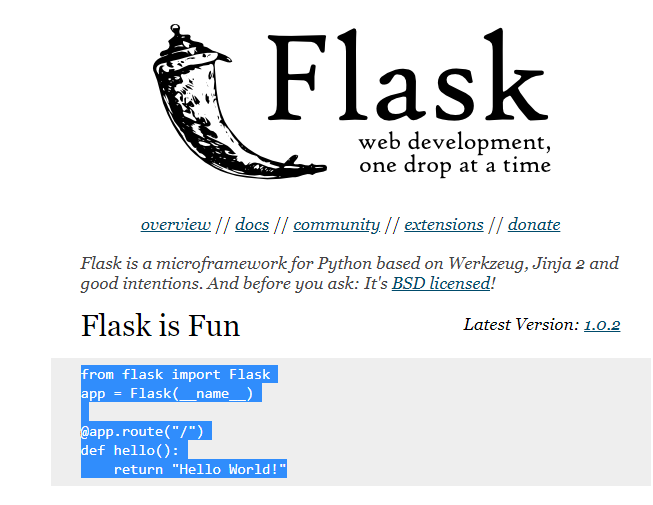 Flask
web development,
one drop at a time
overview // docs // community // extensions // donate
Flask is a microframework for Python based on Werkzeug, Jinja 2 and
good intentions. And before you ask: It's BSD licensed!
Flask is Fun
Latest Version: 1.0.2
from flask import Flask
app = Flask(__name__)

@app.route("/")
def hello():
    return "Hello World!"